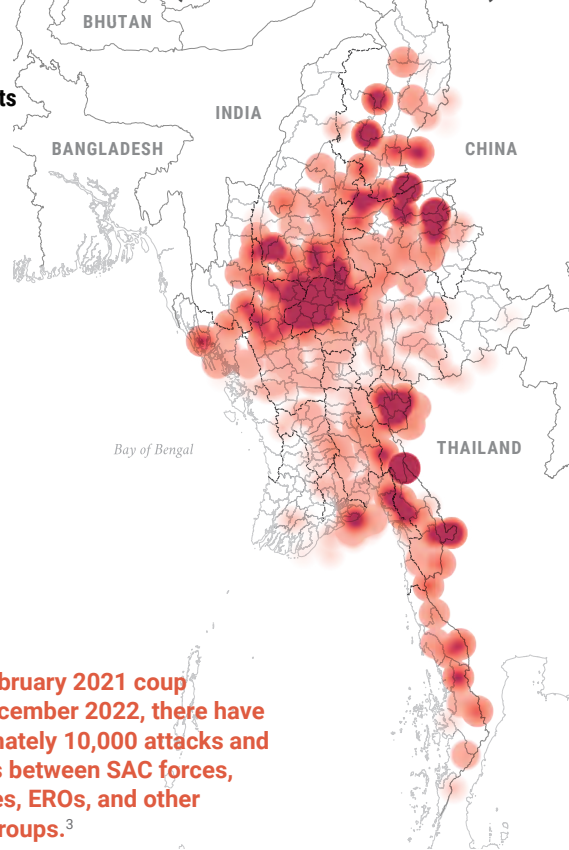 BHUTAN
ts
INDIA
BANGLADESH
CHINA
Bay of Bengal
THAILAND
bruary 2021 coup
cember 2022, there have
nately 10,000 attacks and
s between SAC forces,
es, EROs, and other
roups.3